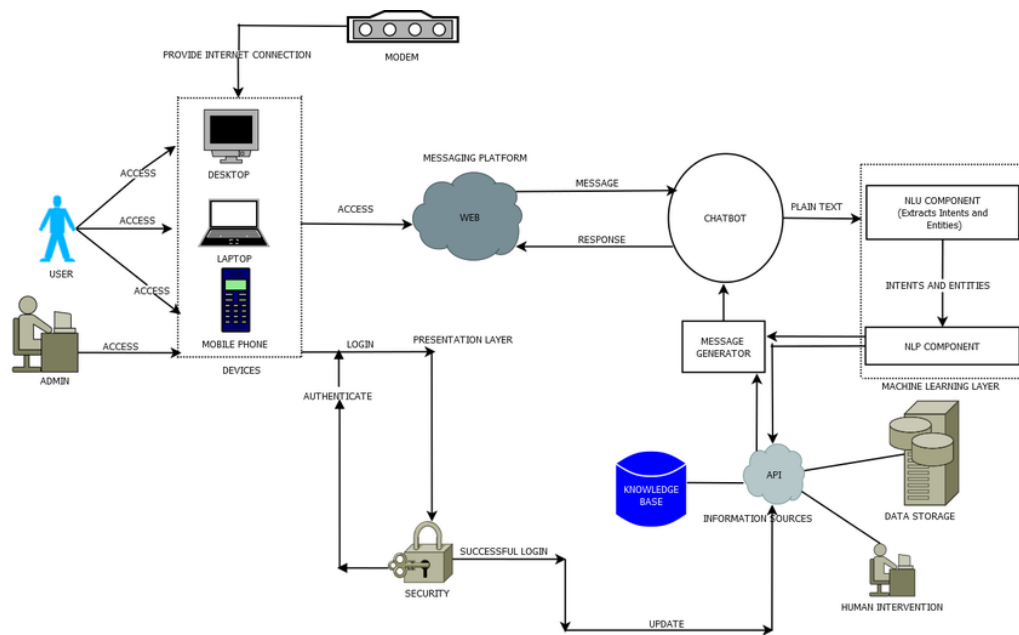 MODEM
PROVIDE INTERNET CONNECTION
DESKTOP
ACCESS
ACCESS
ACCESS
USER
LAPTOP
MOBILE PHONE
DEVICES
ACCESS
ADMIN
ACCESS
MESSAGING PLATFORM
WEB
MESSAGE
RESPONSE
CHATBOT
PLAIN TEXT
NLU COMPONENT
(Extracts Intents and
Entities)
INTENTS AND ENTITIES
NLP COMPONENT
MACHINE LEARNING LAYER
MESSAGE
GENERATOR
LOGIN
PRESENTATION LAYER
AUTHENTICATE
KNOWLEDGE
BASE
API
INFORMATION SOURCES
DATA STORAGE
HUMAN INTERVENTION
SECURITY
SUCCESSFUL LOGIN
UPDATE